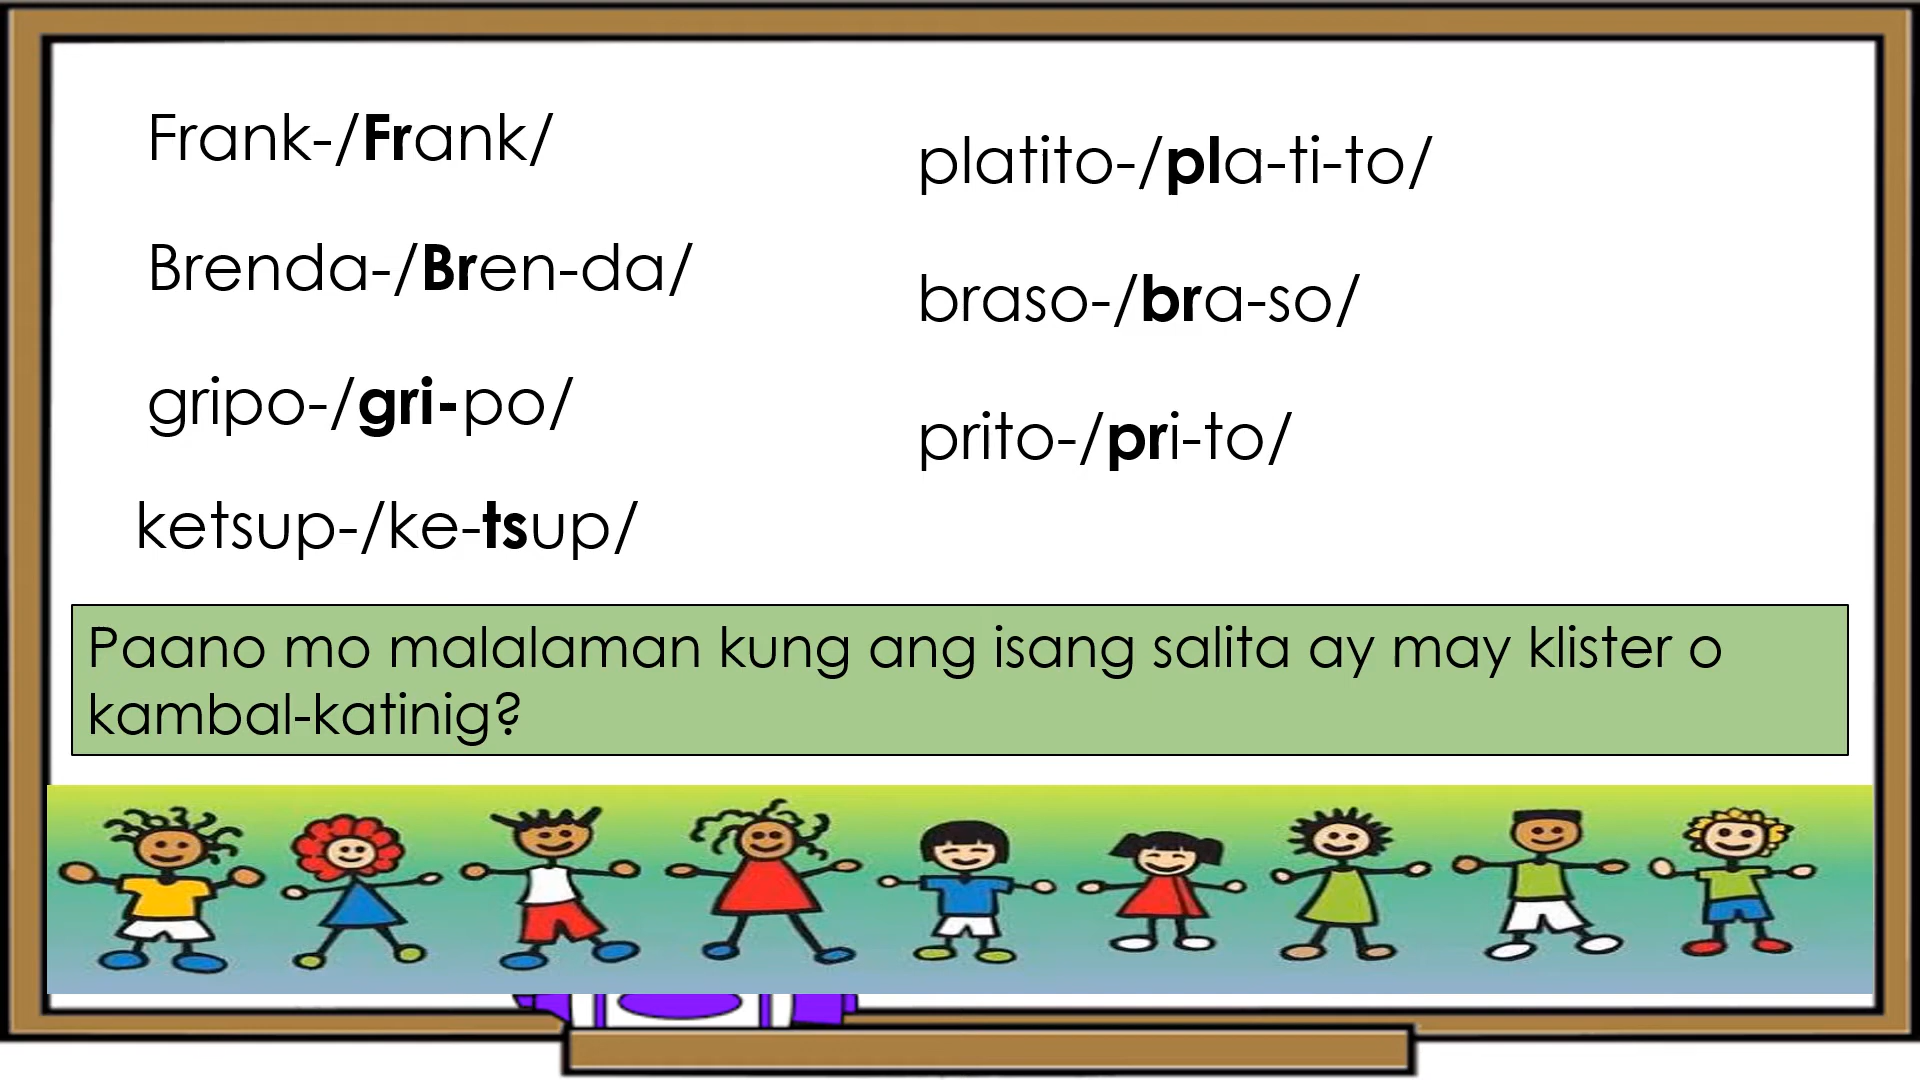 Frank-/Frank/
Brenda-/Bren-da/
gripo-/gri-po/
ketsup-/ke-tsup/
platito-/pla-ti-to/
braso-/bra-so/
prito-/pri-to/
Paano mo malalaman kung ang isang salita ay may klister o
kambal-katinig?